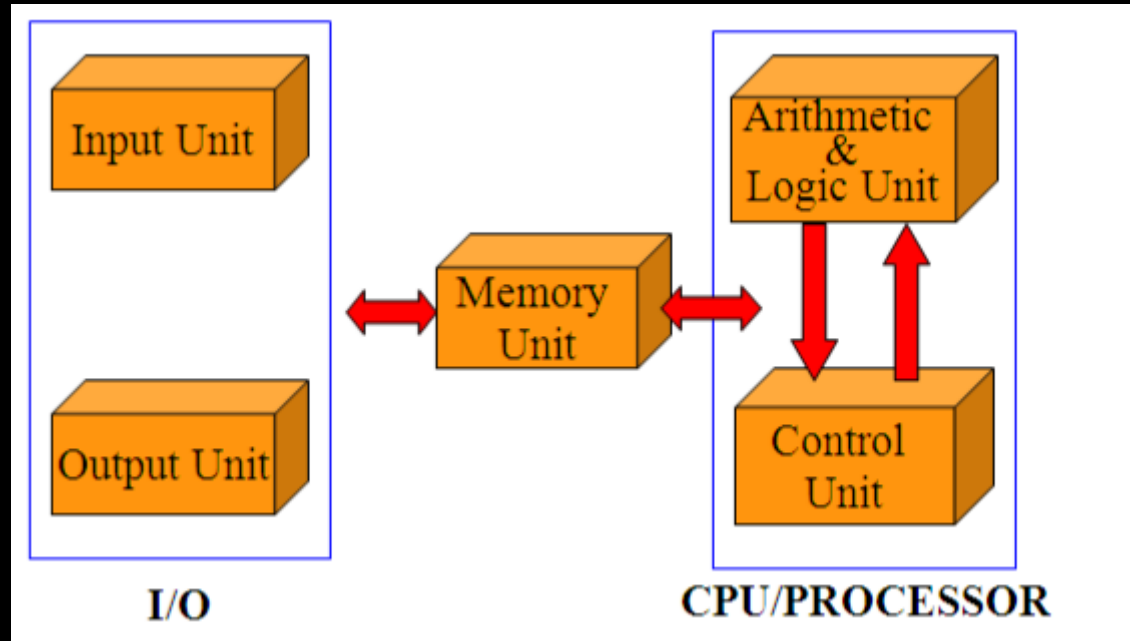 Input Unit
Output Unit
I/O
Memory
Unit
Arithmetic
&
Logic Unit
Control
Unit
CPU/PROCESSOR